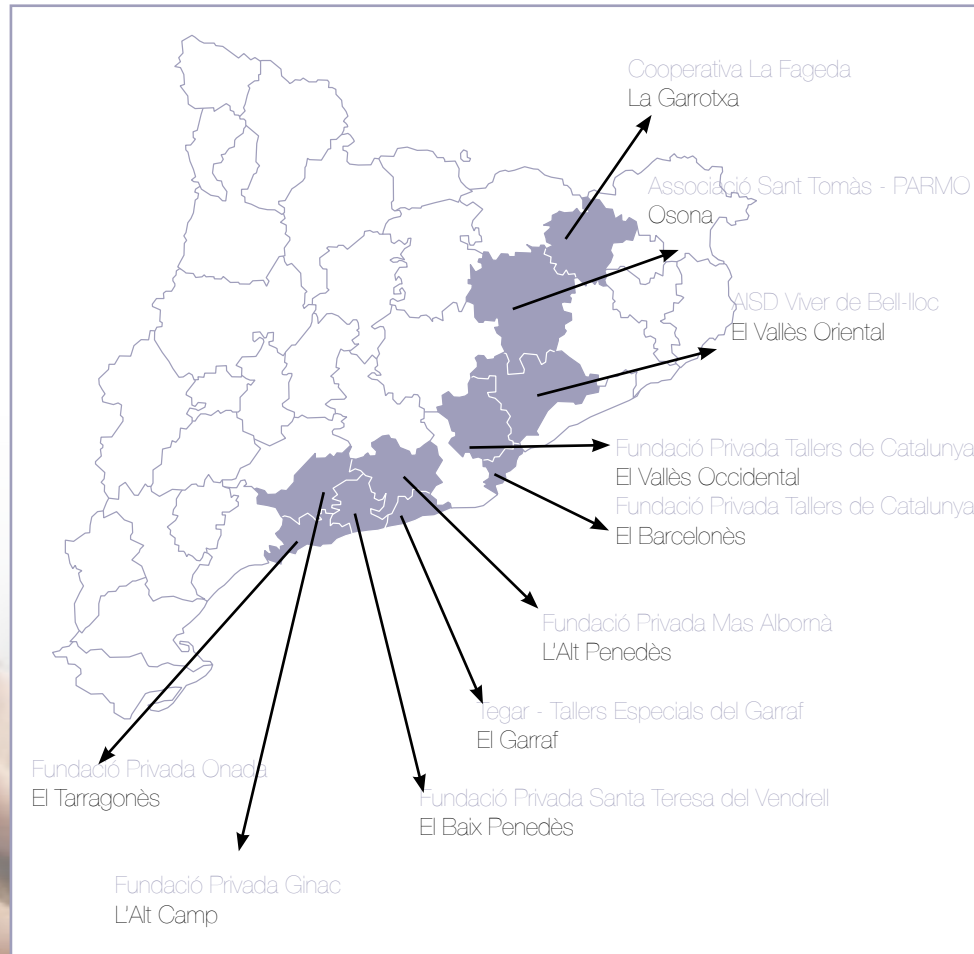 Cooperativa La Fageda
La Garrotxa
Associació Sant Tomàs - PARMO
Osona
AISD Viver de Bell-lloc
El Vallès Oriental
Fundació Privada Tallers de Catalunya
El Vallès Occidental
Fundació Privada Tallers de Catalunya
El Barcelonès
Fundació Privada Mas Albornà
L'Alt Penedès
Tegar - Tallers Especials del Garraf
El Garraf
Fundació Privada Onada
El Tarragonès
Fundació Privada Santa Teresa del Vendrell
El Baix Penedès
Fundació Privada Ginac
L'Alt Camp